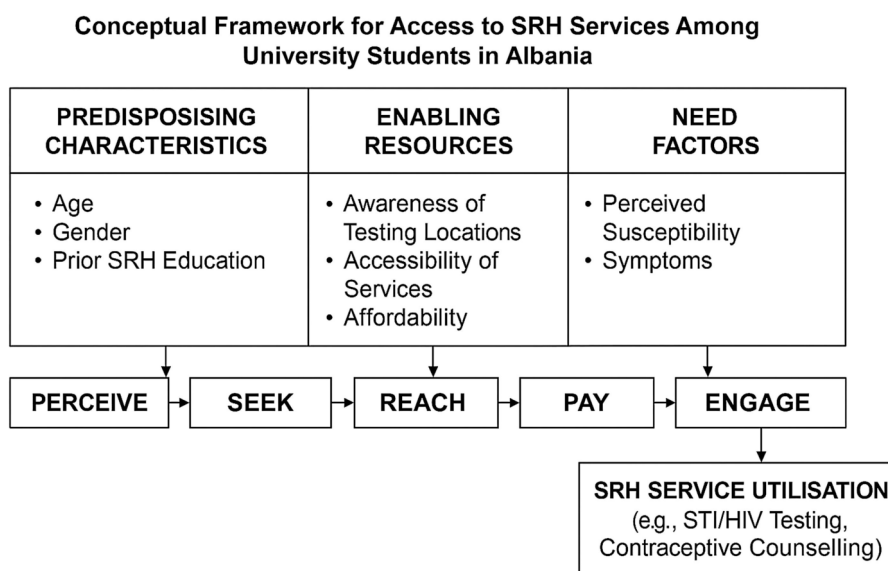 Conceptual Framework for Access to SRH Services Among
University Students in Albania
PREDISPOSISING
CHARACTERISTICS
• Age
• Gender
• Prior SRH Education
ENABLING
RESOURCES
• Awareness of
Testing Locations
• Accessibility of
Services
• Affordability
NEED
FACTORS
• Perceived
Susceptibility
• Symptoms
PERCEIVE
SEEK
REACH
PAY
ENGAGE
SRH SERVICE UTILISATION
(e.g., STI/HIV Testing,
Contraceptive Counselling)